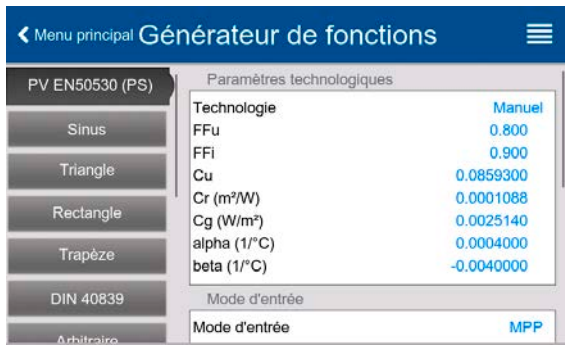 Menu principal Générateur de fonctions
PV EN50530 (PS)
Sinus
Triangle
Rectangle
Trapèze
DIN 40839
Arbitraire
Paramètres technologiques
Technologie Manuel
FFu 0.800
FFi 0.900
Cu 0.0859300
Cr (m²/W) 0.0001088
Cg (W/m²) 0.0025140
alpha (1/°C) 0.0004000
beta (1/°C) -0.0040000
Mode d'entrée
Mode d'entrée MPP